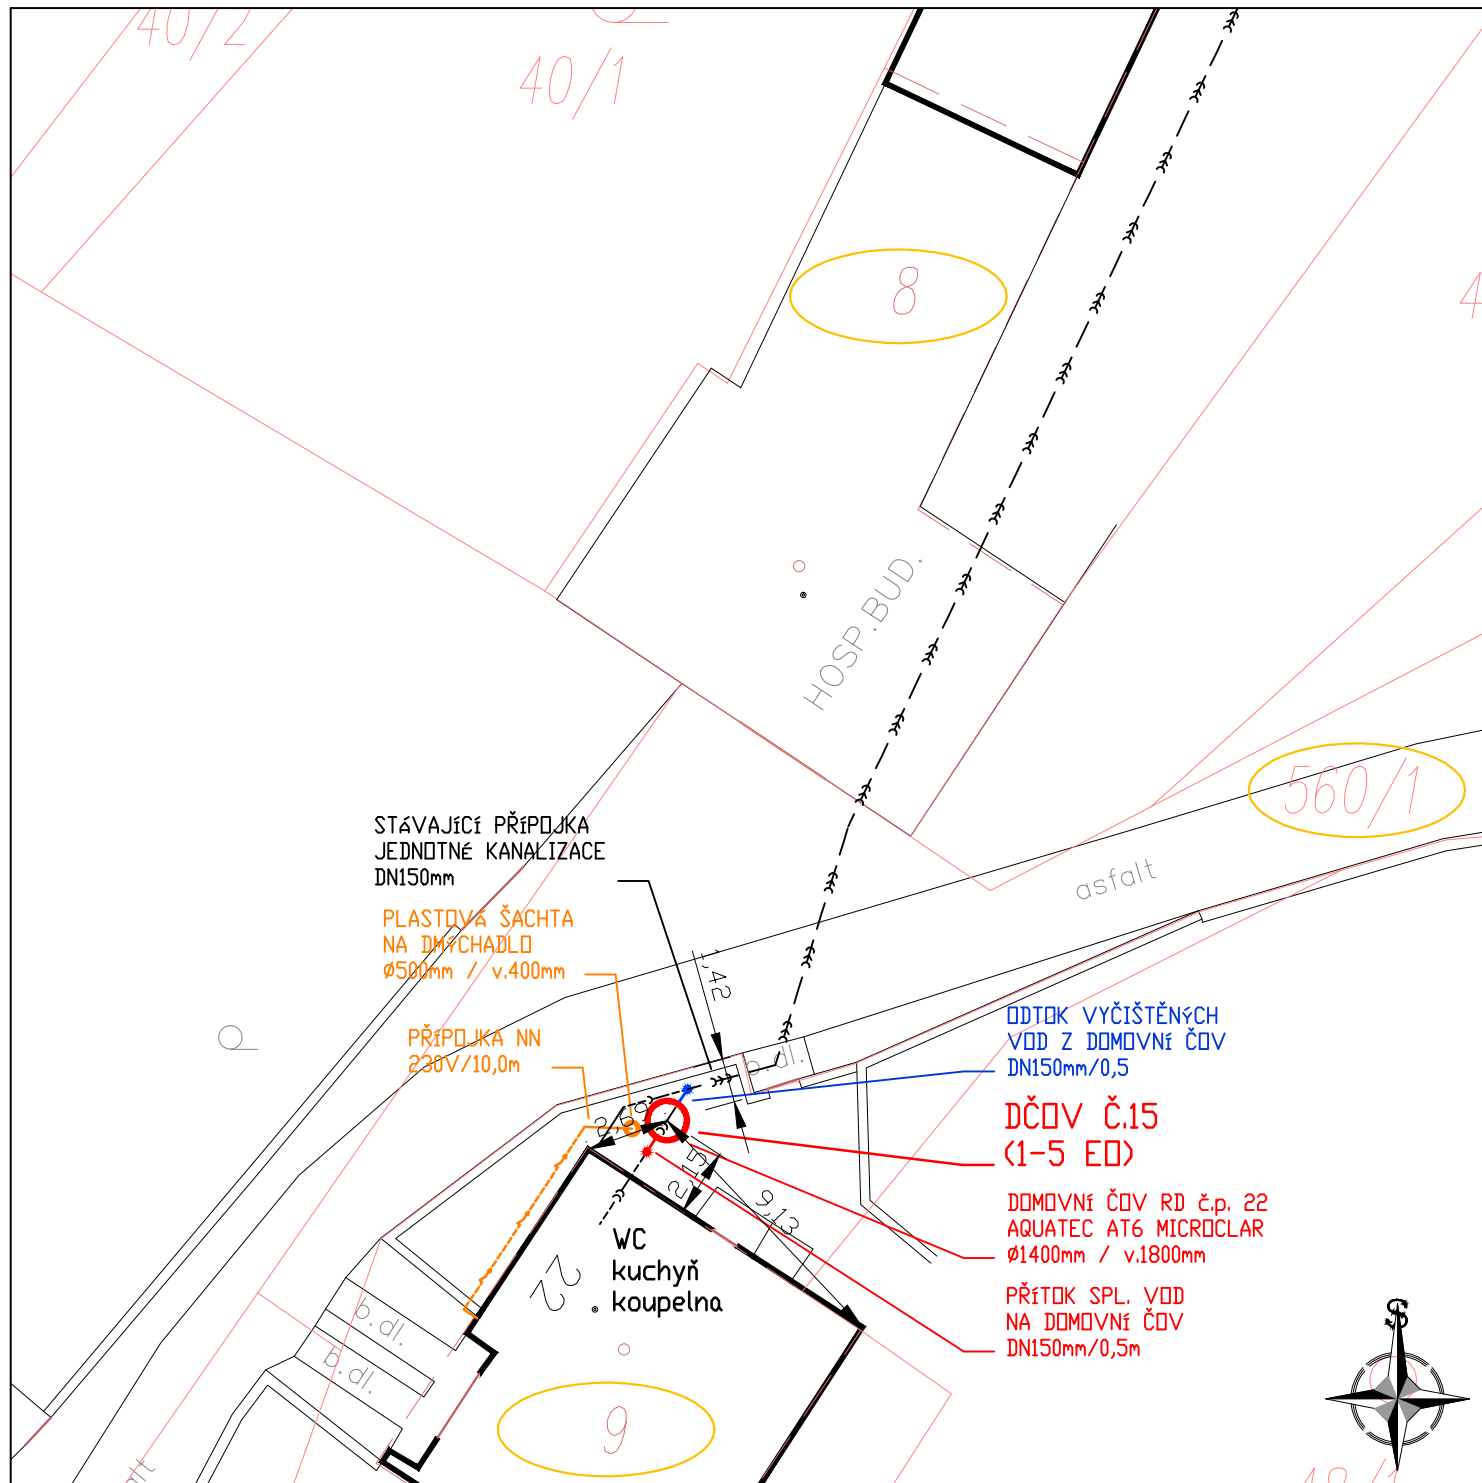 40/2
40/1
8
HOSP.BUD.
560/1
asfalt
STáVAJíCí PŘíPOJKA
JEDNOTNé KANALIZACE
DN150mm
PLASTOVá ŠACHTA
NA DMýCHADLO
Ø500mm / v.400mm
PŘíPOJKA NN
230V/10,0m
1,42
b.dl.
ODTOK VYČIŠTĚNýCH
VOD Z DOMOVNí ČOV
DN150mm/0,5
DČOV Č.15
(1-5 EO)
DOMOVNí ČOV RD č.p. 22
AQUATEC AT6 MICROCLAR
Ø1400mm / v.1800mm
PŘíTOK SPL. VOD
NA DOMOVNí ČOV
DN150mm/0,5m
9,13
WC
kuchyň
koupelna
22
b.dl.
b.dl.
9
S